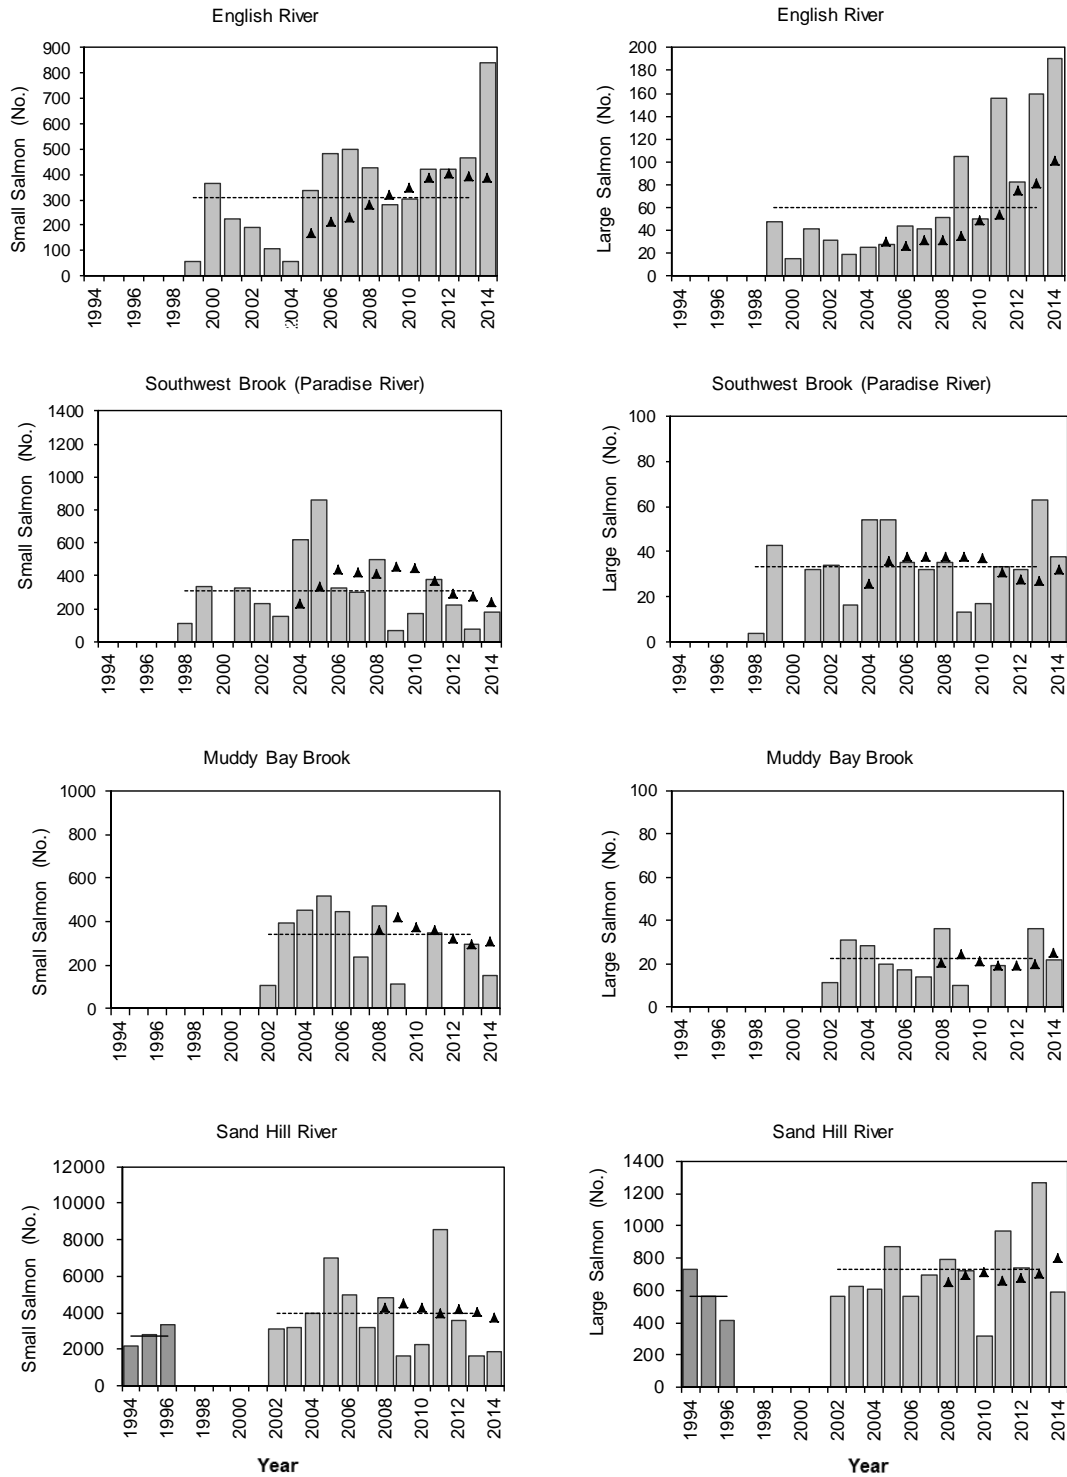 English River
English River
Small Salmon (No.)
900
800
700
600
500
400
300
200
100
0
1994 1996 1998 2000 2002 2004 2006 2008 2010 2012 2014
Large Salmon (No.)
200
180
160
140
120
100
80
60
40
20
0
1994 1996 1998 2000 2002 2004 2006 2008 2010 2012 2014
Southwest Brook (Paradise River)
Southwest Brook (Paradise River)
Small Salmon (No.)
1400
1200
1000
800
600
400
200
0
1994 1996 1998 2000 2002 2004 2006 2008 2010 2012 2014
Large Salmon (No.)
100
80
60
40
20
0
1994 1996 1998 2000 2002 2004 2006 2008 2010 2012 2014
Muddy Bay Brook
Muddy Bay Brook
Small Salmon (No.)
1000
800
600
400
200
0
1994 1996 1998 2000 2002 2004 2006 2008 2010 2012 2014
Large Salmon (No.)
100
80
60
40
20
0
1994 1996 1998 2000 2002 2004 2006 2008 2010 2012 2014
Sand Hill River
Sand Hill River
Small Salmon (No.)
12000
10000
8000
6000
4000
2000
0
1994 1996 1998 2000 2002 2004 2006 2008 2010 2012 2014
Year
Large Salmon (No.)
1400
1200
1000
800
600
400
200
0
1994 1996 1998 2000 2002 2004 2006 2008 2010 2012 2014
Year